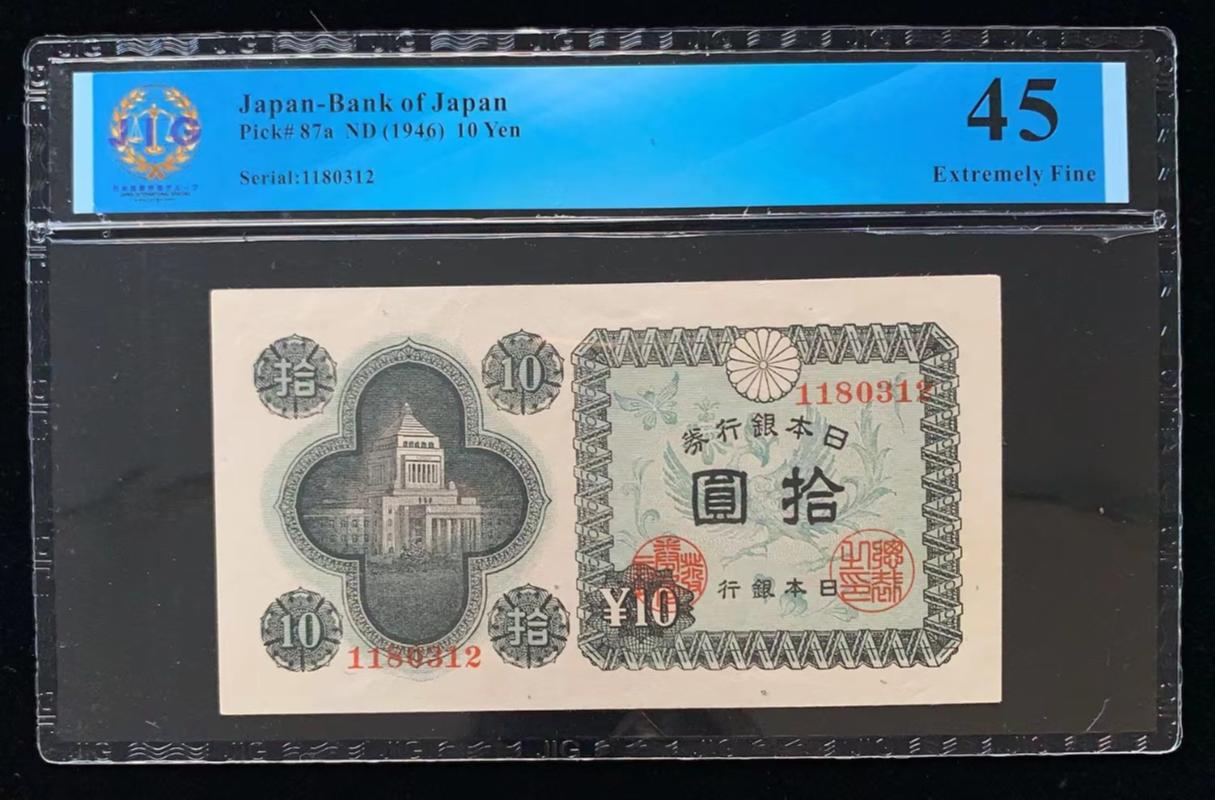 JIG
Japan-Bank of Japan
Pick# 87a ND (1946) 10 Yen
Serial:1180312
45
Extremely Fine
拾
10
1180312
券行銀本日
圓拾
行銀本日
¥10
10
拾
1180312